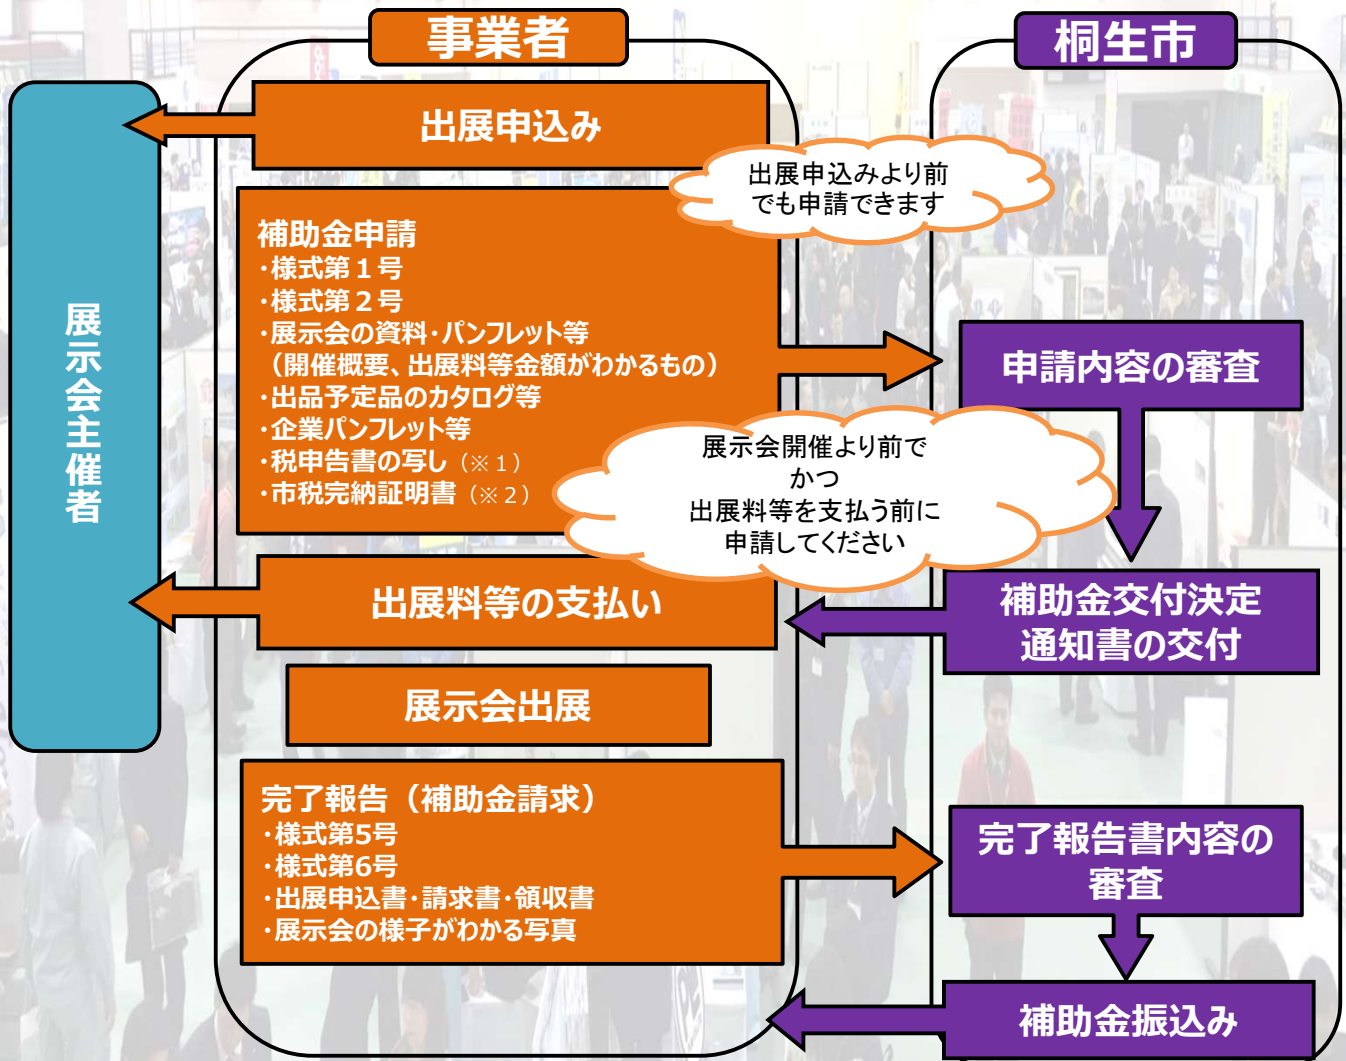 事業者
桐生市
展示会主催者
出展申込み
出展申込みより前
でも申請できます
補助金申請
・様式第１号
・様式第２号
・展示会の資料・パンフレット等
（開催概要、出展料等金額がわかるもの）
・出品予定品のカタログ等
・企業パンフレット等
・税申告書の写し（※１）
・市税完納証明書（※２）
申請内容の審査
展示会開催より前で
かつ
出展料等を支払う前に
申請してください
出展料等の支払い
補助金交付決定
通知書の交付
展示会出展
完了報告（補助金請求）
・様式第5号
・様式第6号
・出展申込書・請求書・領収書
・展示会の様子がわかる写真
完了報告書内容の
審査
補助金振込み